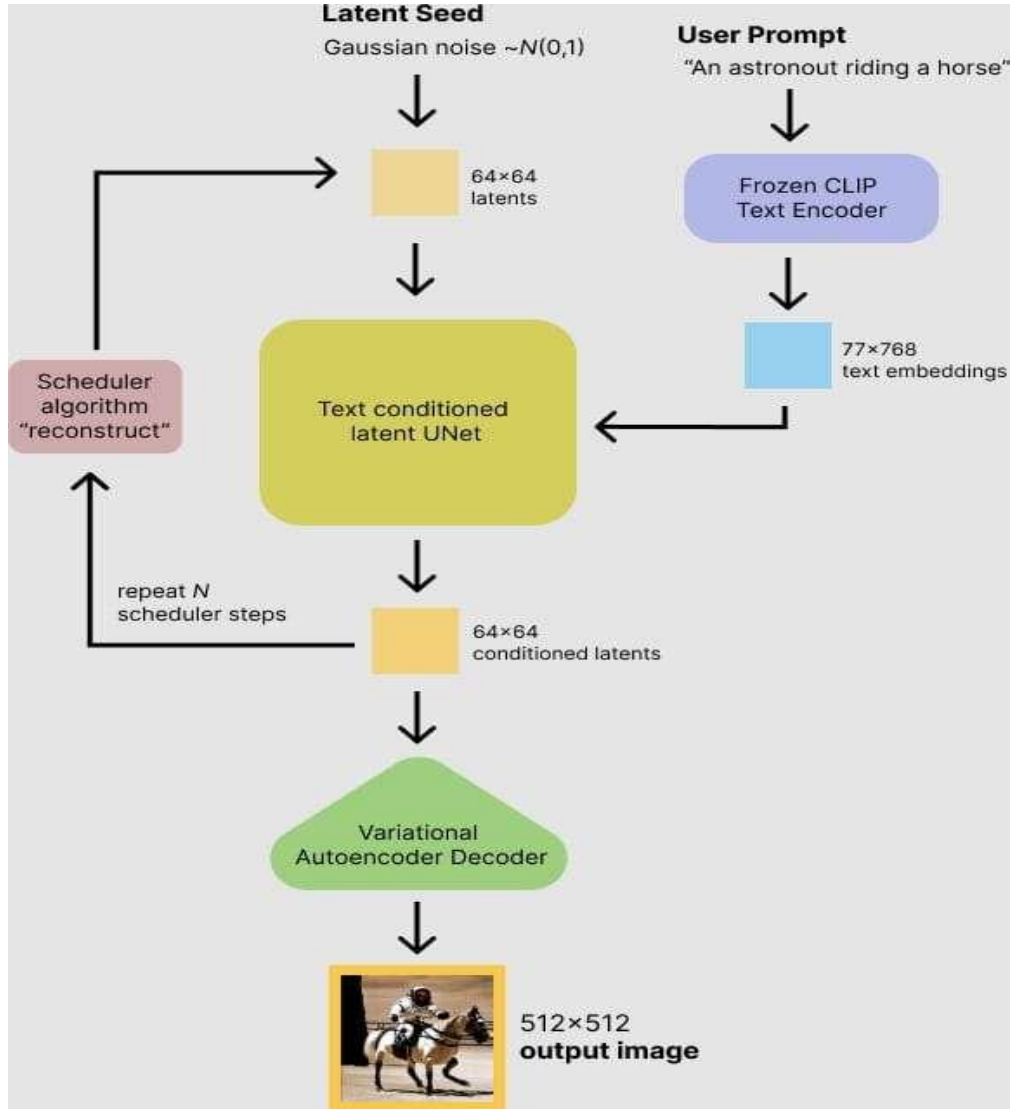 Latent Seed
Gaussian noise ~N(0,1)
User Prompt
“An astronout riding a horse”
64×64
latents
Frozen CLIP
Text Encoder
77×768
text embeddings
Scheduler
algorithm
“reconstruct”
Text conditioned
latent UNet
repeat N
scheduler steps
64×64
conditioned latents
Variational
Autoencoder Decoder
512×512
output image